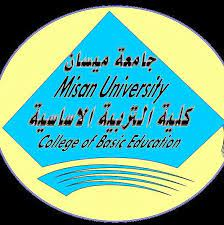 جامعة ميسان
Misan University
كلية التربية الاساسية
College of Basic Education